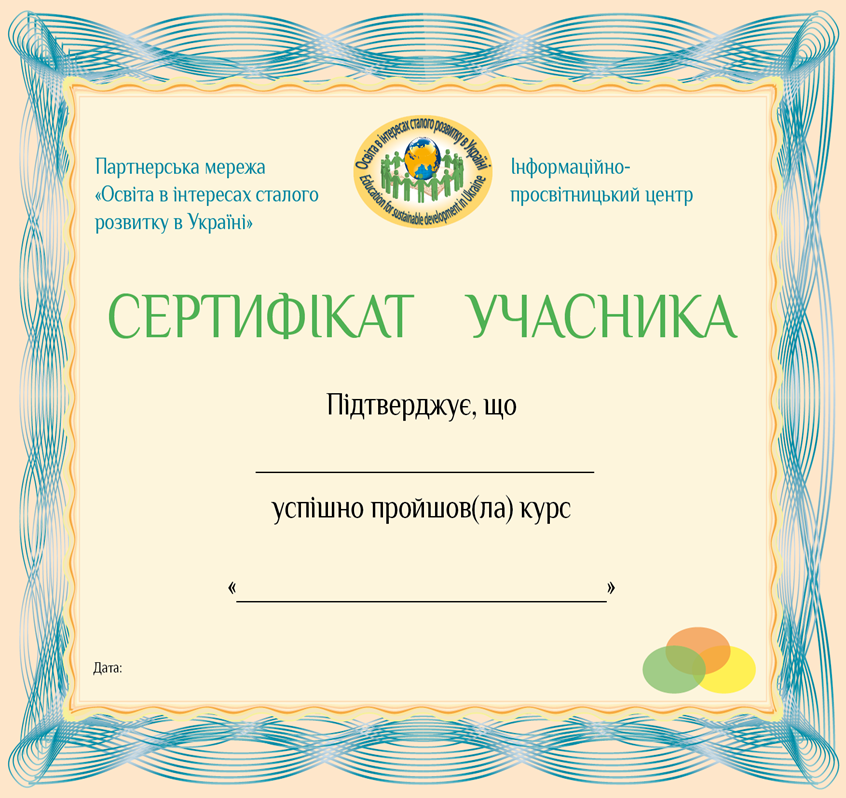 Партнерська мережа
«Освіта в інтересах сталого
розвитку в Україні»
Освіта в інтересах сталого розвитку в Україні
Education for sustainable development in Ukraine
Інформаційно-
просвітницький центр
СЕРТИФІКАТ УЧАСНИКА
Підтверджує, що
успішно пройшов(ла) курс
«____________________»
Дата: